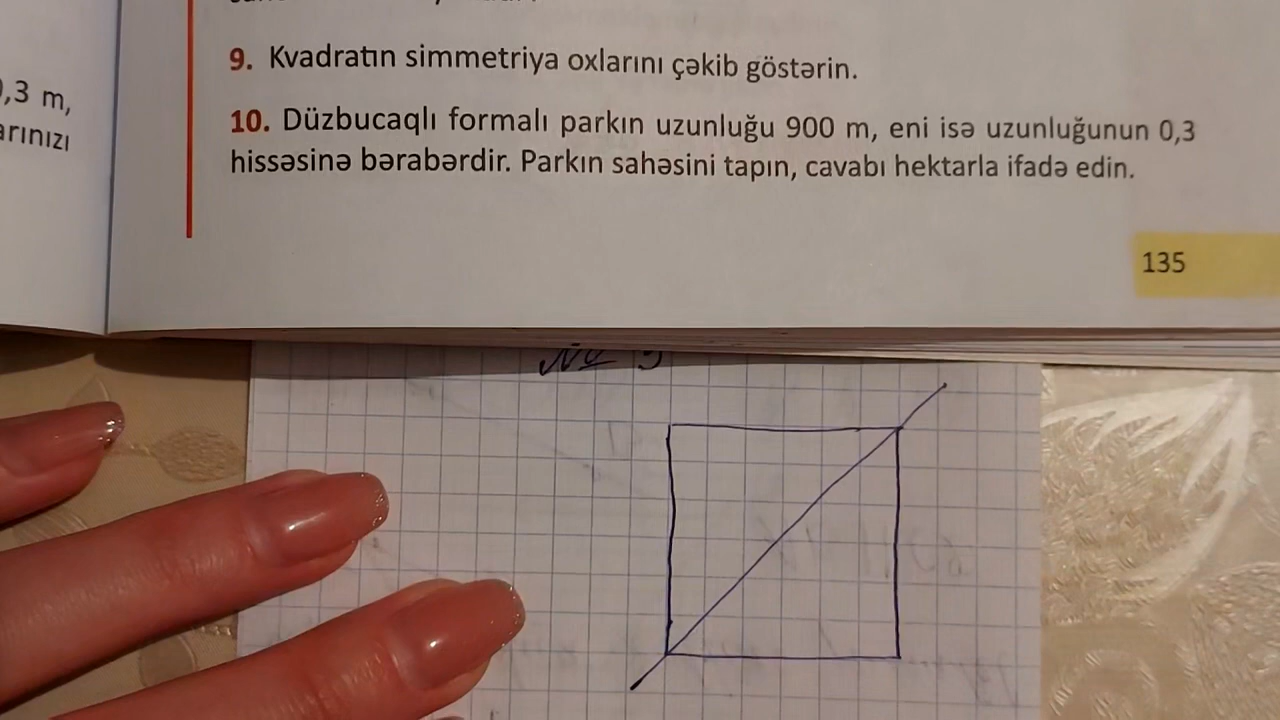 ,3 m,
arınızı
9. Kvadratın simmetriya oxlarını çəkib göstərin.
10. Düzbucaqlı formalı parkın uzunluğu 900 m, eni isə uzunluğunun 0,3
hissəsinə bərabərdir. Parkın sahəsini tapın, cavabı hektarla ifadə edin.
135